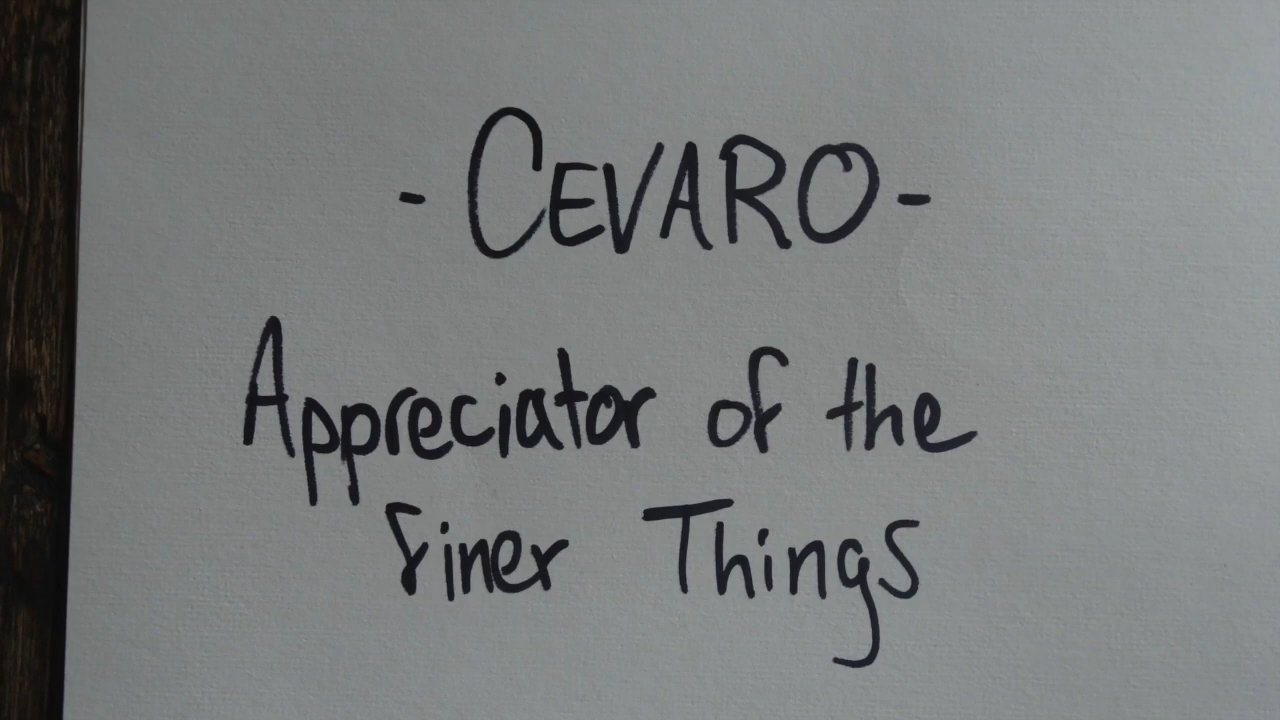 - CEVARO -
Appreciator of the
finer Things